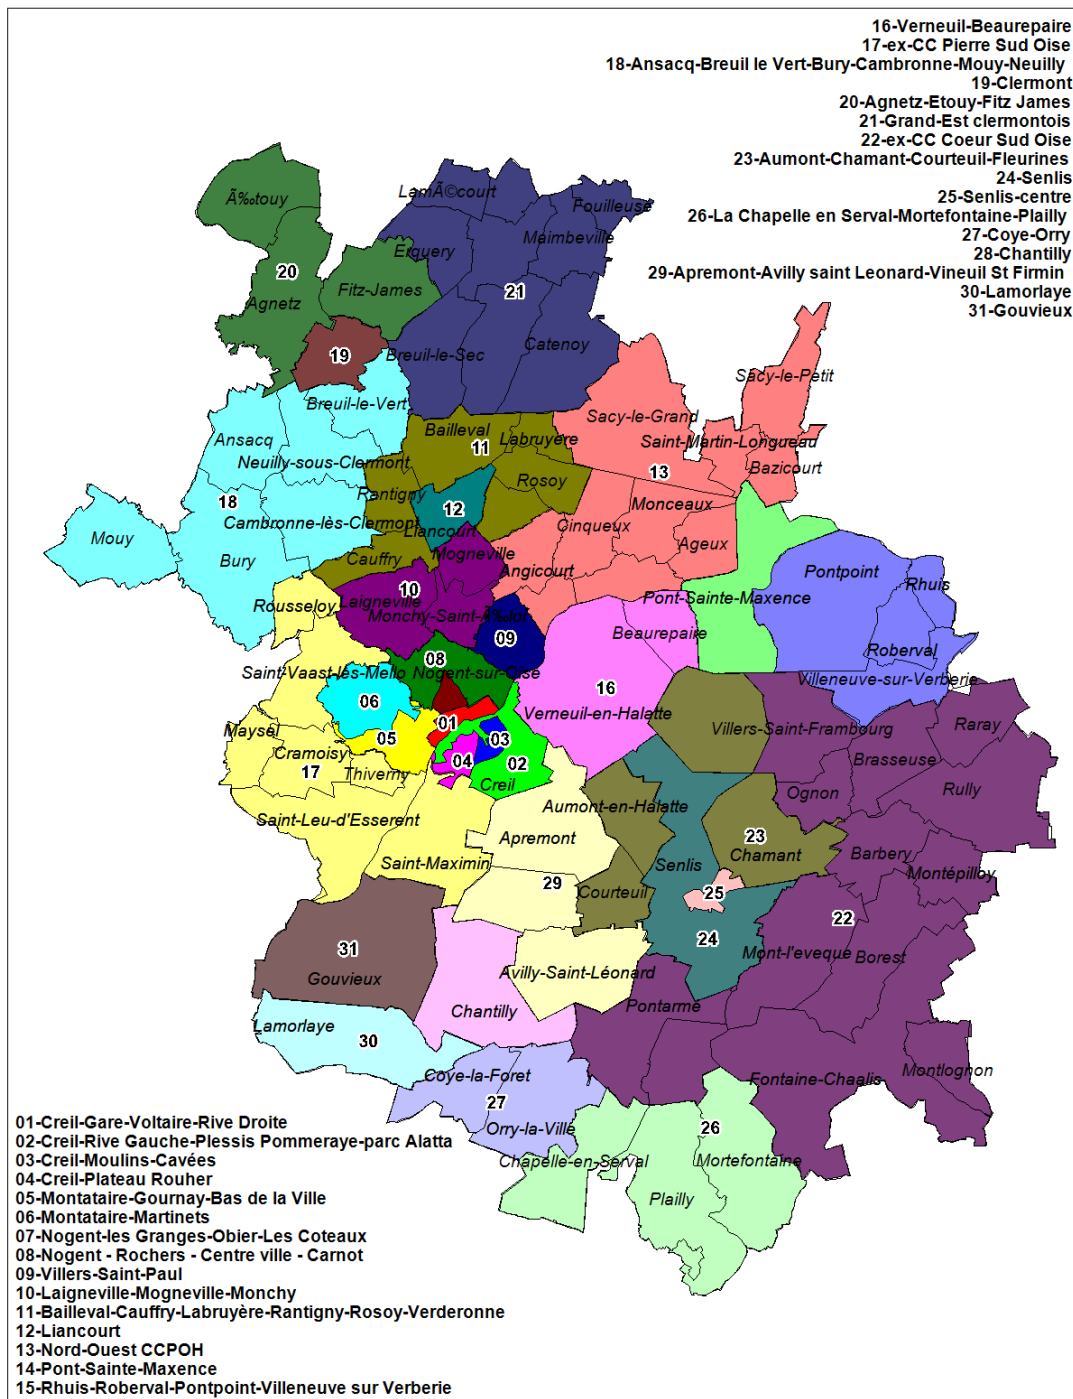 16-Verneuil-Beaurepaire
17-ex-CC Pierre Sud Oise
18-Ansacq-Breuil le Vert-Bury-Cambronne-Mouy-Neuilly
19-Clermont
20-Agnetz-Etouy-Fitz James
21-Grand-Est clermontois
22-ex-CC Coeur Sud Oise
23-Aumont-Chamant-Courteuil-Fleurines
24-Senlis
25-Senlis-centre
26-La Chapelle en Serval-Mortefontaine-Plailly
27-Coye-Orry
28-Chantilly
29-Apremont-Avilly saint Leonard-Vineuil St Firmin
30-Lamorlaye
31-Gouvieux
Ã‰touy
LamÃ©court
Fouilleuse
Maimbeville
Erquery
20
Fitz-James
21
Agnetz
19
Breuil-le-Sec
Catenoy
Sacy-le-Petit
Breuil-le-Vert
Sacy-le-Grand
Bailleval
Ansacq
11
Labruyère
Saint-Martin-Longueau
Neuilly-sous-Clermont
13
Bazicourt
Rosoy
Rantigny
18
12
Monceaux
Mouy
Cambronne-lès-Clermont
Liancourt
Cinqueux
Ageux
Bury
Cauffry
Mogneville
Angicourt
Pontpoint
Rhuis
10
Laigneville
Pont-Sainte-Maxence
Rousseloy
Monchy-Saint-Ã‰loi
09
Beaurepaire
Roberval
08
Saint-Vaast-lès-Mello
Nogent-sur-Oise
Villeneuve-sur-Verberie
06
16
Verneuil-en-Halatte
01
Maysel
05
03
Villers-Saint-Frambourg
Raray
Cramoisy
04
02
Brasseuse
17
Thiverny
Creil
Ognon
Rully
Aumont-en-Halatte
Saint-Leu-d'Esserent
Apremont
23
Chamant
Barbery
Saint-Maximin
Senlis
Montépilloy
29
Courteuil
25
22
31
24
Mont-l'eveque
Borest
Gouvieux
Avilly-Saint-Léonard
Chantilly
Pontarmé
Lamorlaye
30
Coye-la-Foret
Fontaine-Chaalis
Montlognon
27
Orry-la-Ville
26
Chapelle-en-Serval
Mortefontaine
Plailly
01-Creil-Gare-Voltaire-Rive Droite
02-Creil-Rive Gauche-Plessis Pommeraye-parc Alatta
03-Creil-Moulins-Cavées
04-Creil-Plateau Rouher
05-Montataire-Gournay-Bas de la Ville
06-Montataire-Martinets
07-Nogent-les Granges-Obier-Les Coteaux
08-Nogent - Rochers - Centre ville - Carnot
09-Villers-Saint-Paul
10-Laigneville-Mogneville-Monchy
11-Bailleval-Cauffry-Labruyère-Rantigny-Rosoy-Verderonne
12-Liancourt
13-Nord-Ouest CCPOH
14-Pont-Sainte-Maxence
15-Rhuis-Roberval-Pontpoint-Villeneuve sur Verberie